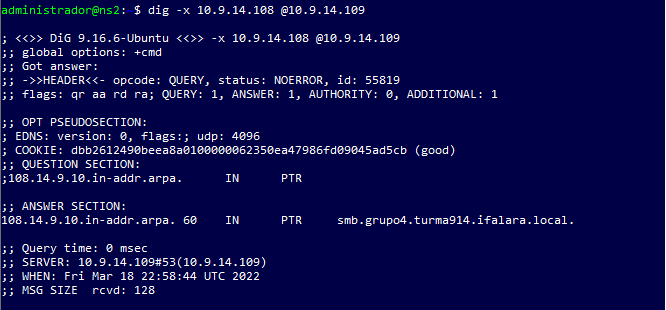 administrador@ns2:~$ dig -x 10.9.14.108 @10.9.14.109
; <<>> DiG 9.16.6-Ubuntu <<>> -x 10.9.14.108 @10.9.14.109
;; global options: +cmd
;; Got answer:
;; ->>HEADER<<- opcode: QUERY, status: NOERROR, id: 55819
;; flags: qr aa rd ra; QUERY: 1, ANSWER: 1, AUTHORITY: 0, ADDITIONAL: 1
;; OPT PSEUDOSECTION:
; EDNS: version: 0, flags:; udp: 4096
; COOKIE: dbb2612490beea8a0100000062350ea47986fd09045ad5cb (good)
;; QUESTION SECTION:
;108.14.9.10.in-addr.arpa. IN PTR
;; ANSWER SECTION:
108.14.9.10.in-addr.arpa. 60 IN PTR smb.grupo4.turma914.ifalara.local.
;; Query time: 0 msec
;; SERVER: 10.9.14.109#53(10.9.14.109)
;; WHEN: Fri Mar 18 22:58:44 UTC 2022
;; MSG SIZE rcvd: 128